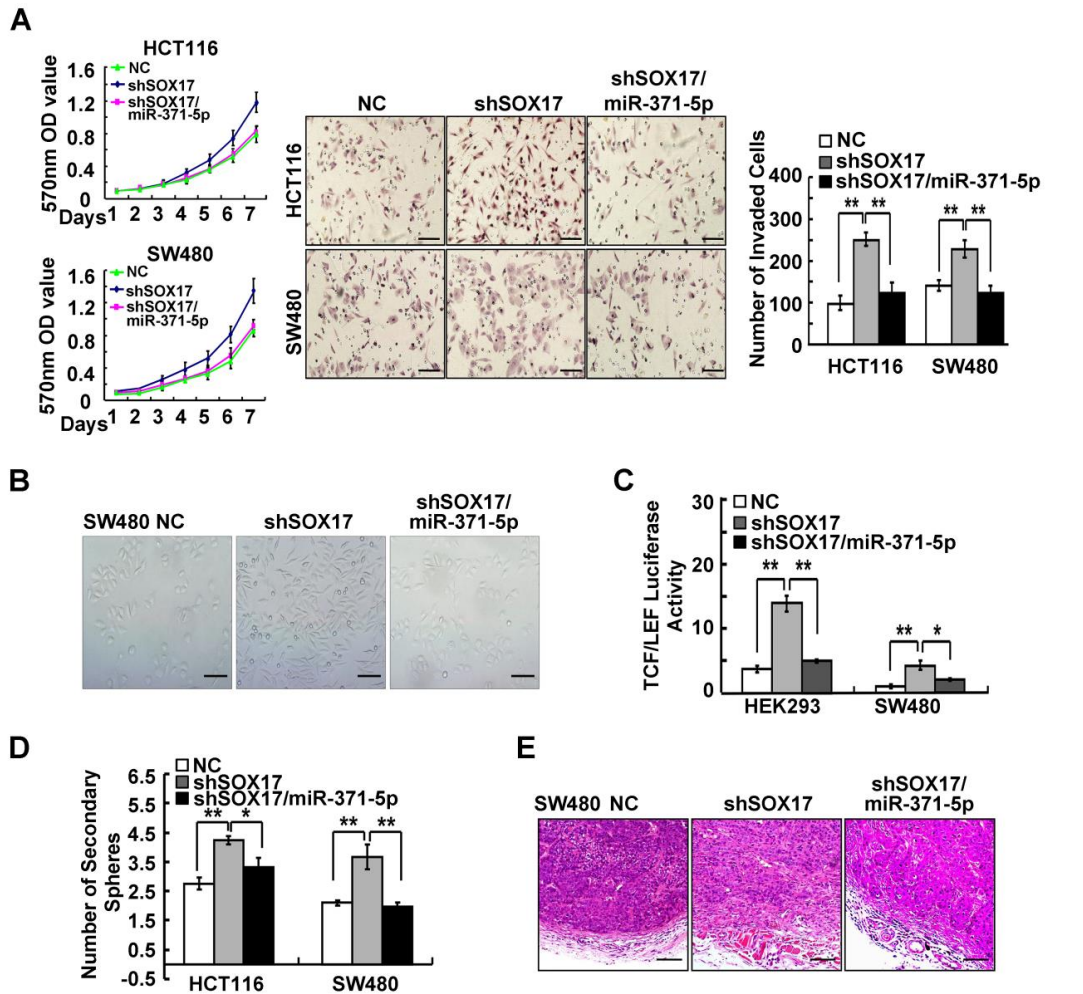 A
HCT116
570nm OD value
1.6
1.2
0.8
0.4
0
NC
shSOX17
shSOX17/
miR-371-5p
Days 1 2 3 4 5 6 7
SW480
570nm OD value
1.6
1.2
0.8
0.4
0
NC
shSOX17
shSOX17/
miR-371-5p
Days 1 2 3 4 5 6 7
NC
shSOX17
shSOX17/
miR-371-5p
HCT116
SW480
Number of Invaded Cells
NC
shSOX17
shSOX17/miR-371-5p
400
300
200
100
0
** ** ** **
HCT116 SW480
B
SW480 NC
shSOX17
shSOX17/
miR-371-5p
C
TCF/LEF Luciferase
Activity
30
20
10
0
NC
shSOX17
shSOX17/miR-371-5p
** ** ** *
HEK293 SW480
D
Number of Secondary
Spheres
6.5
5.5
4.5
3.5
2.5
1.5
0.5
-0.5
NC
shSOX17
shSOX17/miR-371-5p
** * ** **
HCT116 SW480
E
SW480 NC
shSOX17
shSOX17/
miR-371-5p